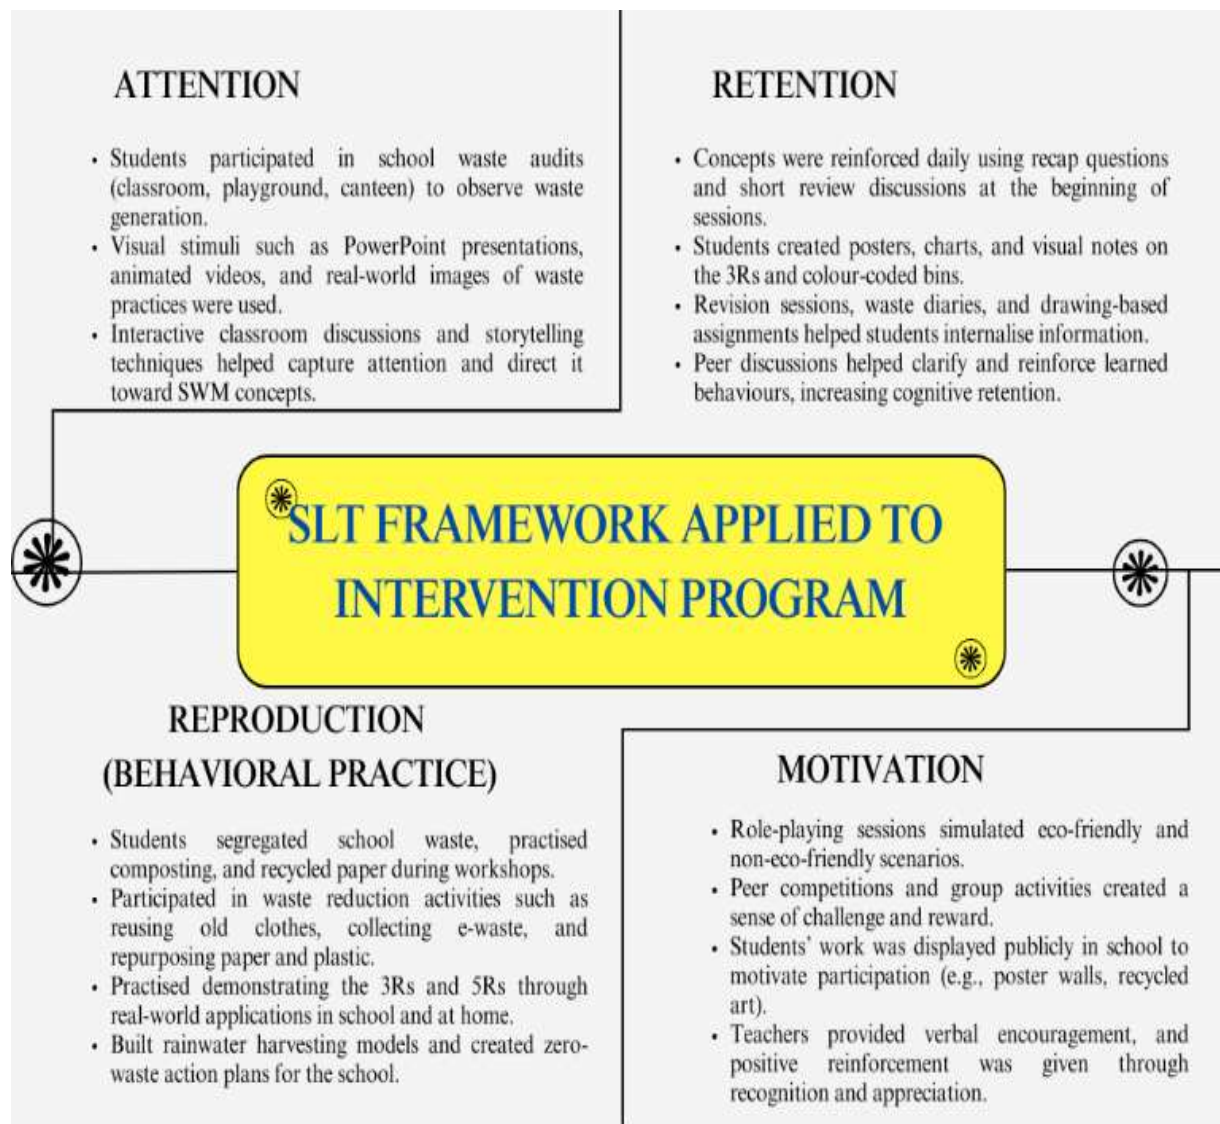 ATTENTION
• Students participated in school waste audits
(classroom, playground, canteen) to observe waste
generation.
• Visual stimuli such as PowerPoint presentations,
animated videos, and real-world images of waste
practices were used.
• Interactive classroom discussions and storytelling
techniques helped capture attention and direct it
toward SWM concepts.
RETENTION
• Concepts were reinforced daily using recap questions
and short review discussions at the beginning of
sessions.
• Students created posters, charts, and visual notes on
the 3Rs and colour-coded bins.
• Revision sessions, waste diaries, and drawing-based
assignments helped students internalise information.
• Peer discussions helped clarify and reinforce learned
behaviours, increasing cognitive retention.
SLT FRAMEWORK APPLIED TO
INTERVENTION PROGRAM
REPRODUCTION
(BEHAVIORAL PRACTICE)
• Students segregated school waste, practised
composting, and recycled paper during workshops.
• Participated in waste reduction activities such as
reusing old clothes, collecting e-waste, and
repurposing paper and plastic.
• Practised demonstrating the 3Rs and 5Rs through
real-world applications in school and at home.
• Built rainwater harvesting models and created zero-
waste action plans for the school.
MOTIVATION
• Role-playing sessions simulated eco-friendly and
non-eco-friendly scenarios.
• Peer competitions and group activities created a
sense of challenge and reward.
• Students’ work was displayed publicly in school to
motivate participation (e.g., poster walls, recycled
art).
• Teachers provided verbal encouragement, and
positive reinforcement was given through
recognition and appreciation.